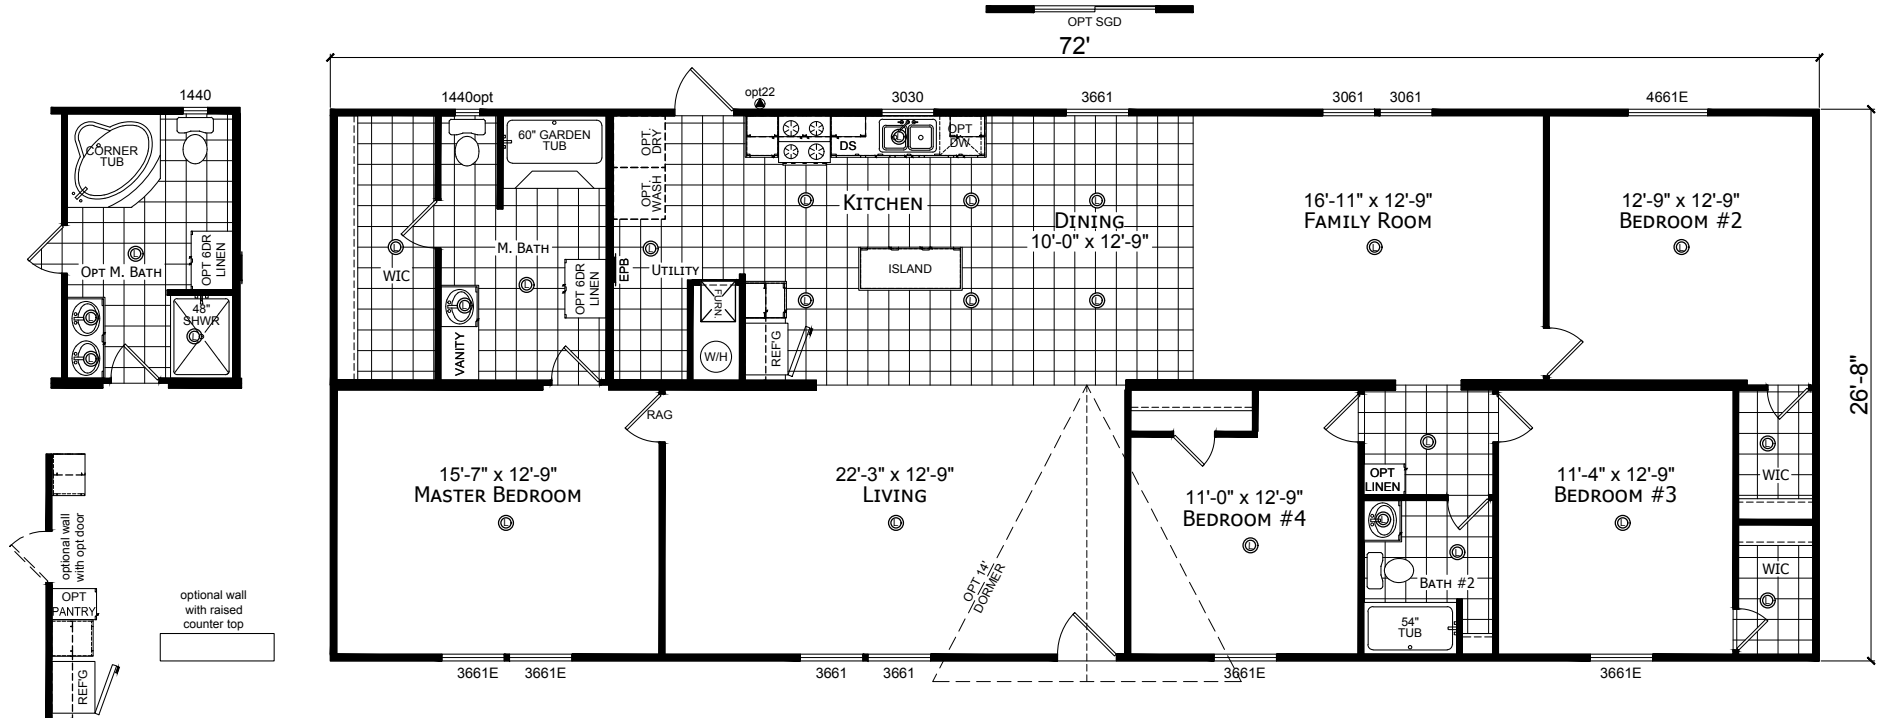 OPT SGD
72'
1440
1440opt
opt22
3030
3661
3061
3061
4661E
CORNER
TUB
OPT M. BATH
OPT 6DR
LINEN
48"
SHWR
WIC
60" GARDEN
TUB
M. BATH
OPT 6DR
LINEN
VANITY
OPT.
DRY
OPT.
WASH
EPB
UTILITY
FURN.
W/H
REF'G
DS
OPT
DW
KITCHEN
ISLAND
DINING
10'-0" x 12'-9"
16'-11" x 12'-9"
FAMILY ROOM
12'-9" x 12'-9"
BEDROOM #2
26'-8"
RAG
15'-7" x 12'-9"
MASTER BEDROOM
22'-3" x 12'-9"
LIVING
OPT 14'
DORMER
11'-0" x 12'-9"
BEDROOM #4
OPT
LINEN
BATH #2
54"
TUB
11'-4" x 12'-9"
BEDROOM #3
WIC
WIC
optional wall
with opt door
OPT
PANTRY
REF'G
optional wall
with raised
counter top
3661E
3661E
3661
3661
3661E
3661E